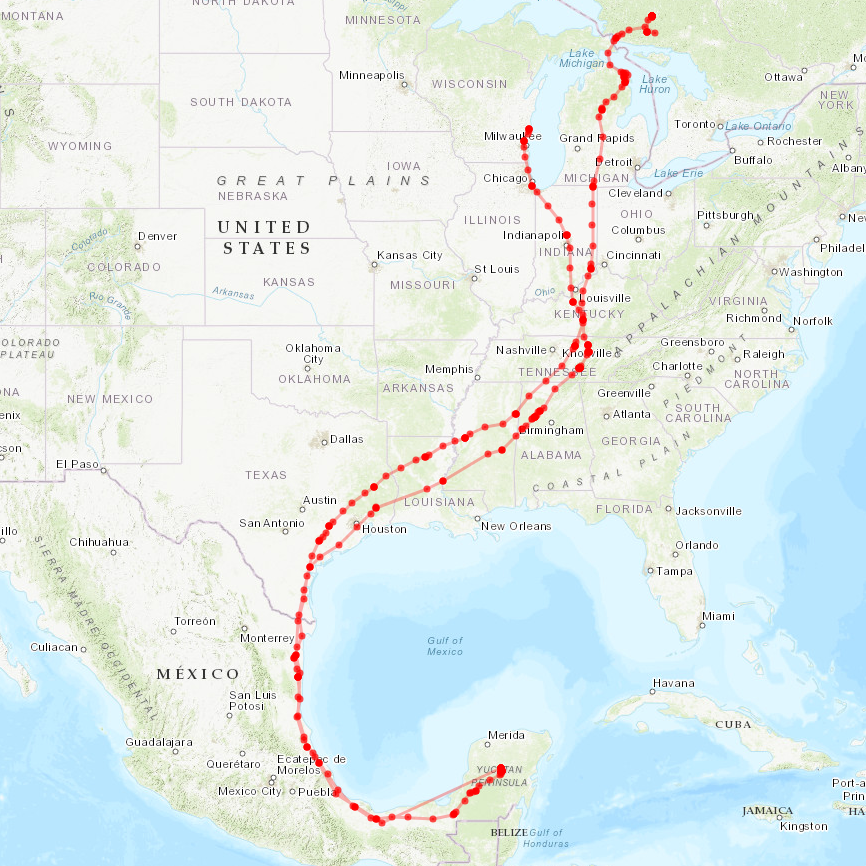 MONTANA
NORTH DAKOTA
MINNESOTA
Mississippi
Lake
Michigan
Lake
Huron
Ottawa
Minneapolis
WISCONSIN
SOUTH DAKOTA
NEW
YORK
Toronto
Lake Ontario
Milwaukee
Grand Rapids
Rochester
WYOMING
Buffalo
Albany
IOWA
Detroit
Lake Erie
Chicago
MICHIGAN
GREAT PLAINS
NEBRASKA
Cleveland
UNITED
STATES
ILLINOIS
OHIO
Pittsburgh
New
Columbus
Denver
Colorado
Indianapolis
Philadel
INDIANA
Cincinnati
Kansas City
St Louis
Washington
COLORADO
KANSAS
MISSOURI
Arkansas
Ohio
Louisville
VIRGINIA
Rio Grande
KENTUCKY
Richmond
Norfolk
APPALACHIAN MOUNTAINS
OLORADO
PLATEAU
Oklahoma
City
Nashville
Knoxville
Greensboro
Raleigh
Memphis
TENNESSEE
Charlotte
OKLAHOMA
ARKANSAS
NORTH
CAROLINA
Greenville
PIEDMONT
NEW MEXICO
SOUTH
CAROLINA
Atlanta
Birmingham
Dallas
GEORGIA
ALABAMA
COASTAL PLAIN
El Paso
TEXAS
Austin
LOUISIANA
FLORIDA
Jacksonville
San Antonio
Houston
New Orleans
Chihuahua
Orlando
Tampa
SIERRA MADRE OCCIDENTAL
Torreón
Miami
Monterrey
Culiacan
Gulf of
Mexico
MÉXICO
Havana
San Luis
Potosi
CUBA
Guadalajara
Merida
Querétaro
Ecatepec de
Morelos
YUCATAN
PENINSULA
Mexico City
Puebla
Port-a
Prin
JAMAICA
HA
Kingston
BELIZE
Gulf of
Honduras